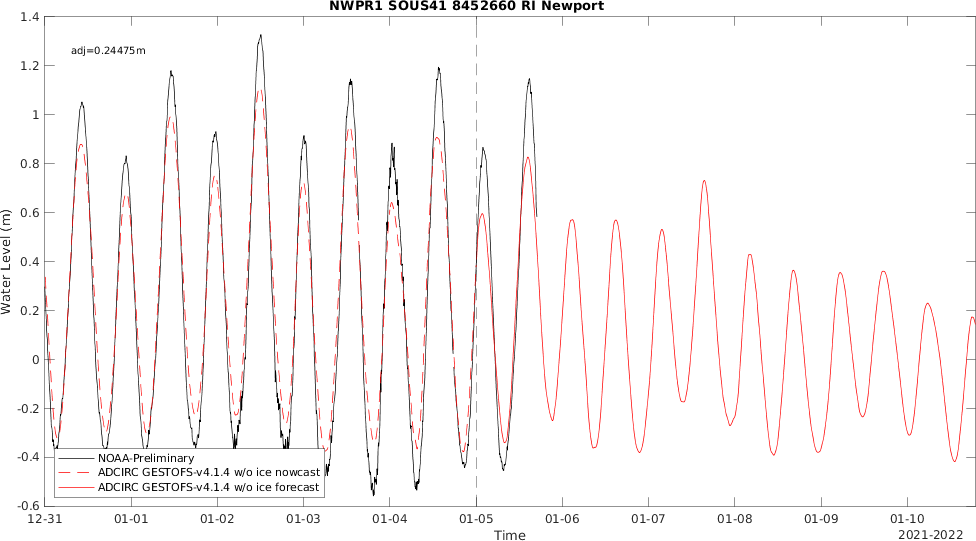 NWPR1 SOUS41 8452660 RI Newport
1.4
adj=0.24475m
1.2
1
0.8
0.6
0.4
0.2
0
-0.2
-0.4
-0.6
Water Level (m)
NOAA-Preliminary
ADCIRC GESTOFS-v4.1.4 w/o ice nowcast
ADCIRC GESTOFS-v4.1.4 w/o ice forecast
12-31 01-01 01-02 01-03 01-04 01-05 01-06 01-07 01-08 01-09 01-10
Time
2021-2022